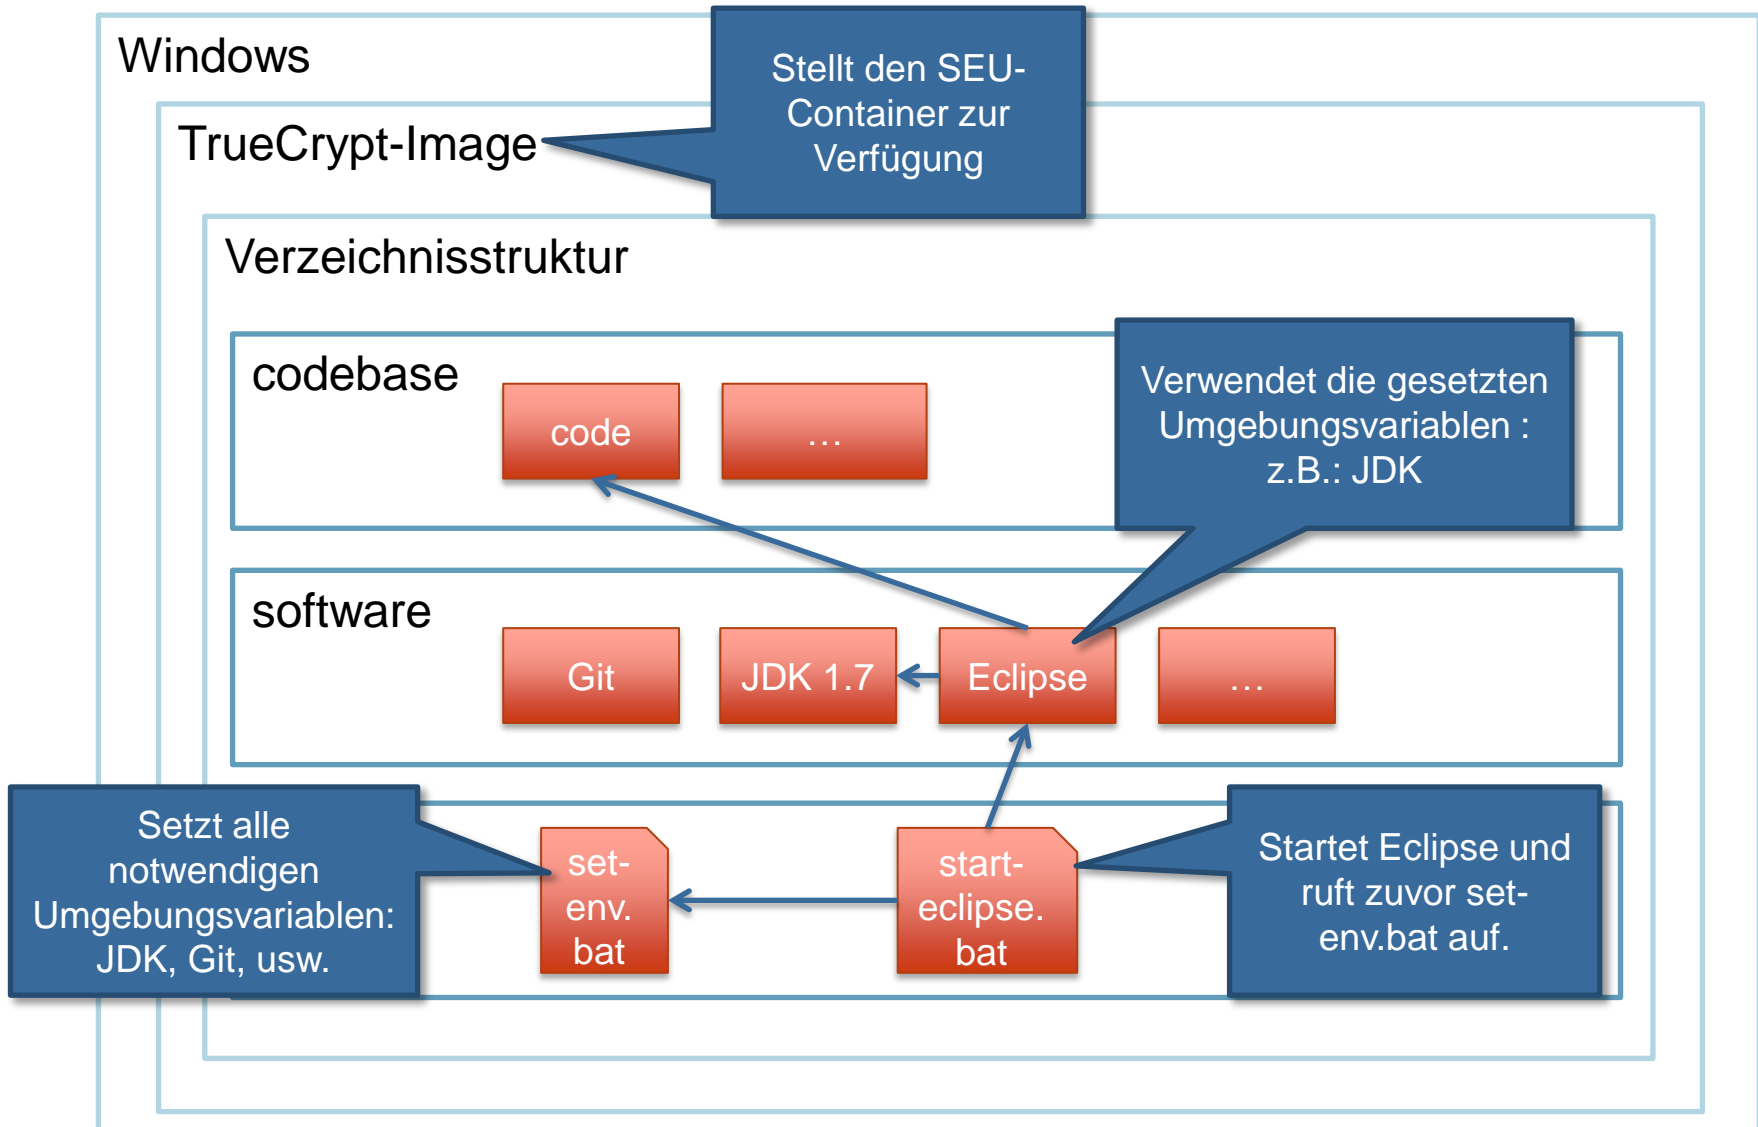 Windows
Stellt den SEU-
Container zur
Verfügung
TrueCrypt-Image
Verzeichnisstruktur
codebase
code
…
Verwendet die gesetzten
Umgebungsvariablen :
z.B.: JDK
software
Git
JDK 1.7
Eclipse
…
Setzt alle
notwendigen
Umgebungsvariablen:
JDK, Git, usw.
set-
env.
bat
start-
eclipse.
bat
Startet Eclipse und
ruft zuvor set-
env.bat auf.